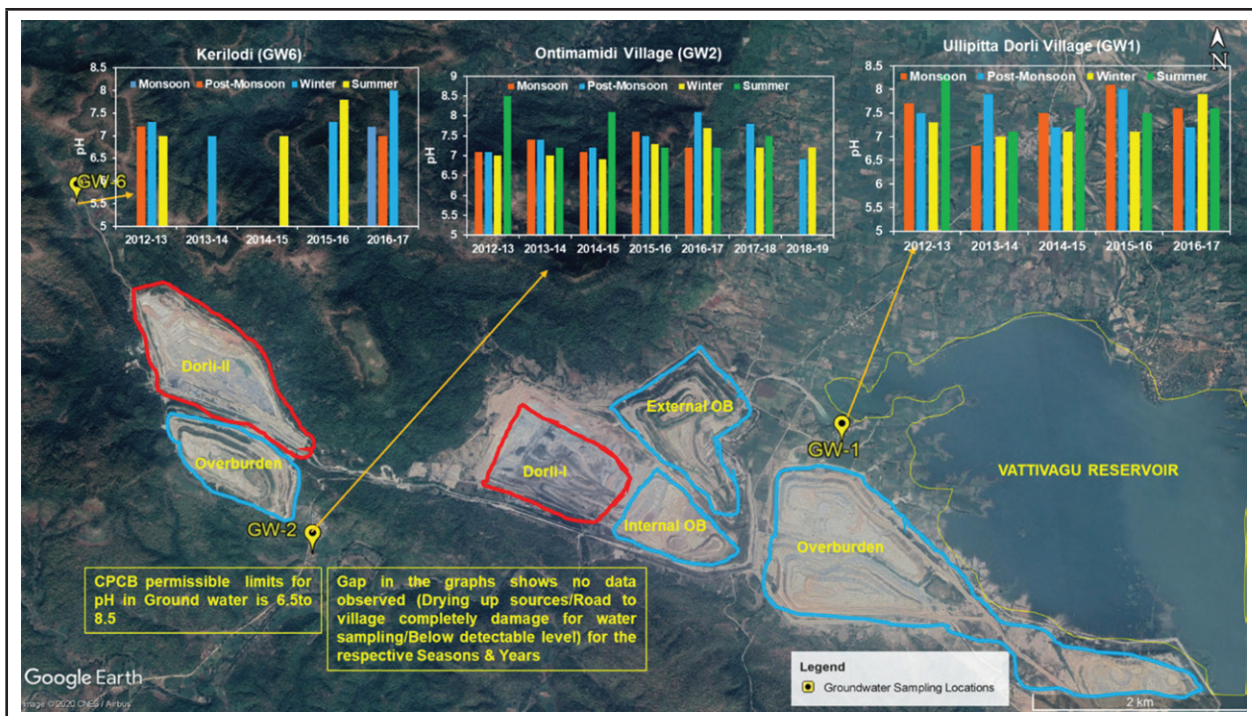 Kerilodi (GW6)
8.5
8
7.5
7
6.5
6
5.5
5
pH
Monsoon Post-Monsoon Winter Summer
2012-13 2013-14 2014-15 2015-16 2016-17
Ontimamidi Village (GW2)
9
8.5
8
7.5
7
6.5
6
5.5
5
pH
Monsoon Post-Monsoon Winter Summer
2012-13 2013-14 2014-15 2015-16 2016-17 2017-18 2018-19
Ullipitta Dorli Village (GW1)
8.5
8
7.5
7
6.5
6
5.5
5
pH
Monsoon Post-Monsoon Winter Summer
2012-13 2013-14 2014-15 2015-16 2016-17
N
GW-6
Dorli-II
Overburden
GW-2
Dorli-I
External OB
Internal OB
GW-1
Overburden
VATTIVAGU RESERVOIR
CPCB permissible limits for
pH in Ground water is 6.5to
8.5
Gap in the graphs shows no data
observed (Drying up sources/Road to
village completely damage for water
sampling/Below detectable level) for the
respective Seasons & Years
Legend
Groundwater Sampling Locations
2 km
Google Earth
Image © 2020 CNES / Airbus